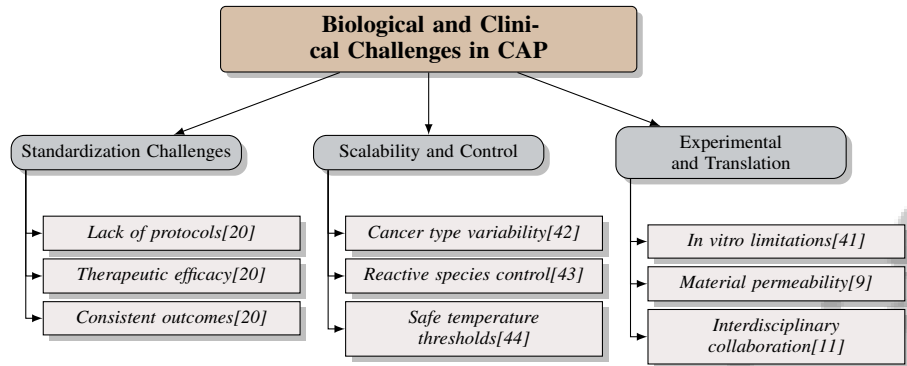 Biological and Clini-
cal Challenges in CAP
Standardization Challenges
Lack of protocols[20]
Therapeutic efficacy[20]
Consistent outcomes[20]
Scalability and Control
Cancer type variability[42]
Reactive species control[43]
Safe temperature
thresholds[44]
Experimental
and Translation
In vitro limitations[41]
Material permeability[9]
Interdisciplinary
collaboration[11]